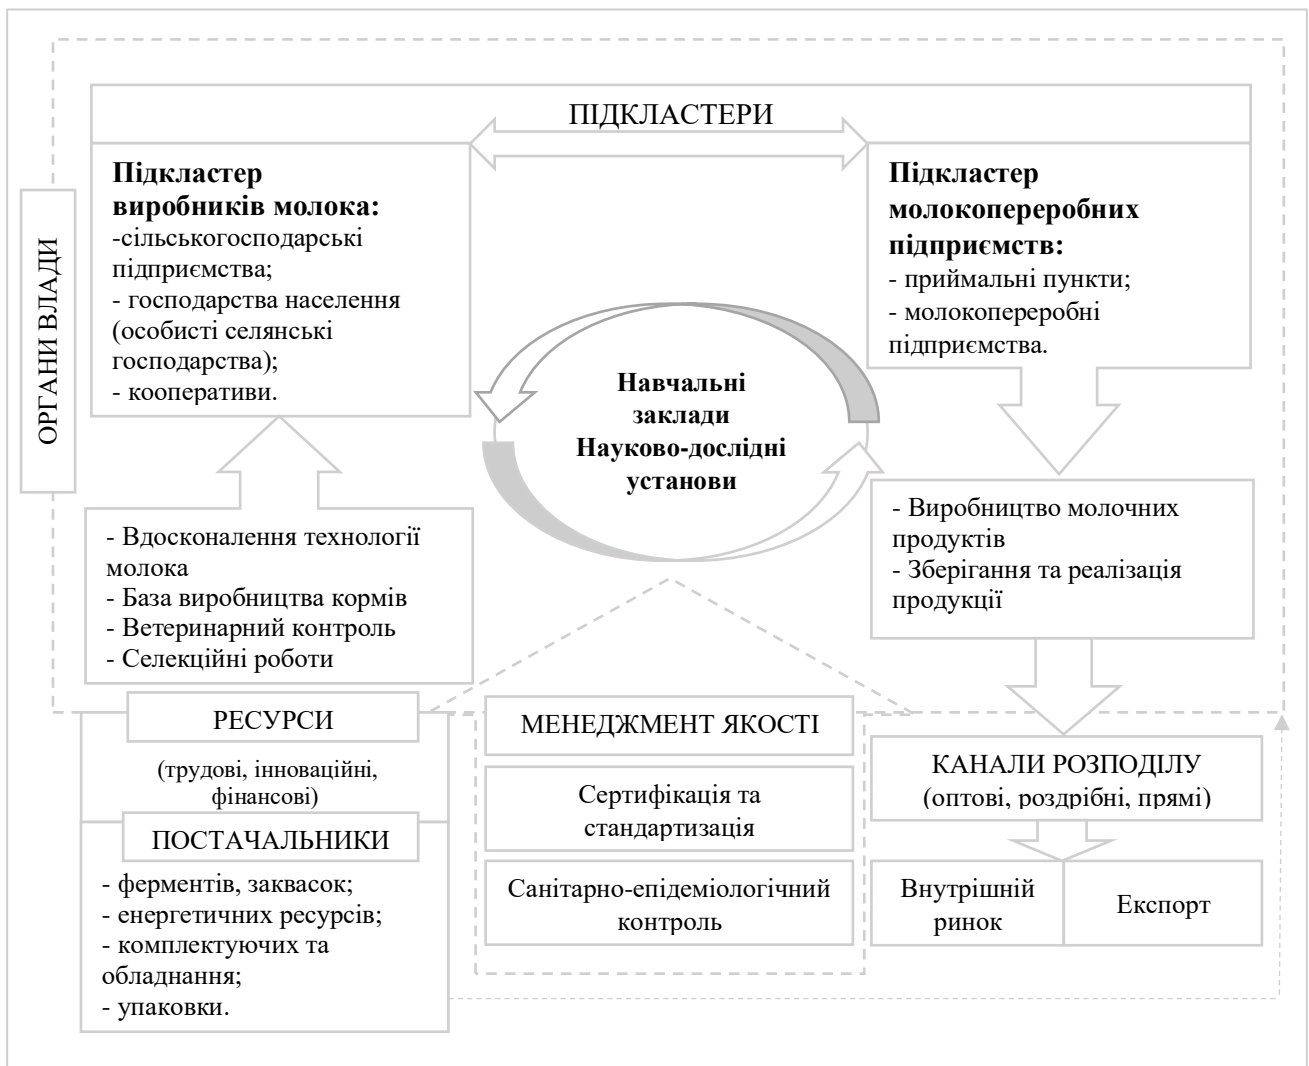 ПІДКЛАСТЕРИ
ОРГАНИ ВЛАДИ
Підкластер
виробників молока:
-сільськогосподарські
підприємства;
- господарства населення
(особисті селянські
господарства);
- кооперативи.
Підкластер
молокопереробних
підприємств:
- приймальні пункти;
- молокопереробні
підприємства.
Навчальні
заклади
Науково-дослідні
установи
- Вдосконалення технології
молока
- База виробництва кормів
- Ветеринарний контроль
- Селекційні роботи
- Виробництво молочних
продуктів
- Зберігання та реалізація
продукції
РЕСУРСИ
(трудові, інноваційні,
фінансові)
ПОСТАЧАЛЬНИКИ
- ферментів, заквасок;
- енергетичних ресурсів;
- комплектуючих та
обладнання;
- упаковки.
МЕНЕДЖМЕНТ ЯКОСТІ
Сертифікація та
стандартизація
Санітарно-епідеміологічний
контроль
КАНАЛИ РОЗПОДІЛУ
(оптові, роздрібні, прямі)
Внутрішній
ринок
Експорт